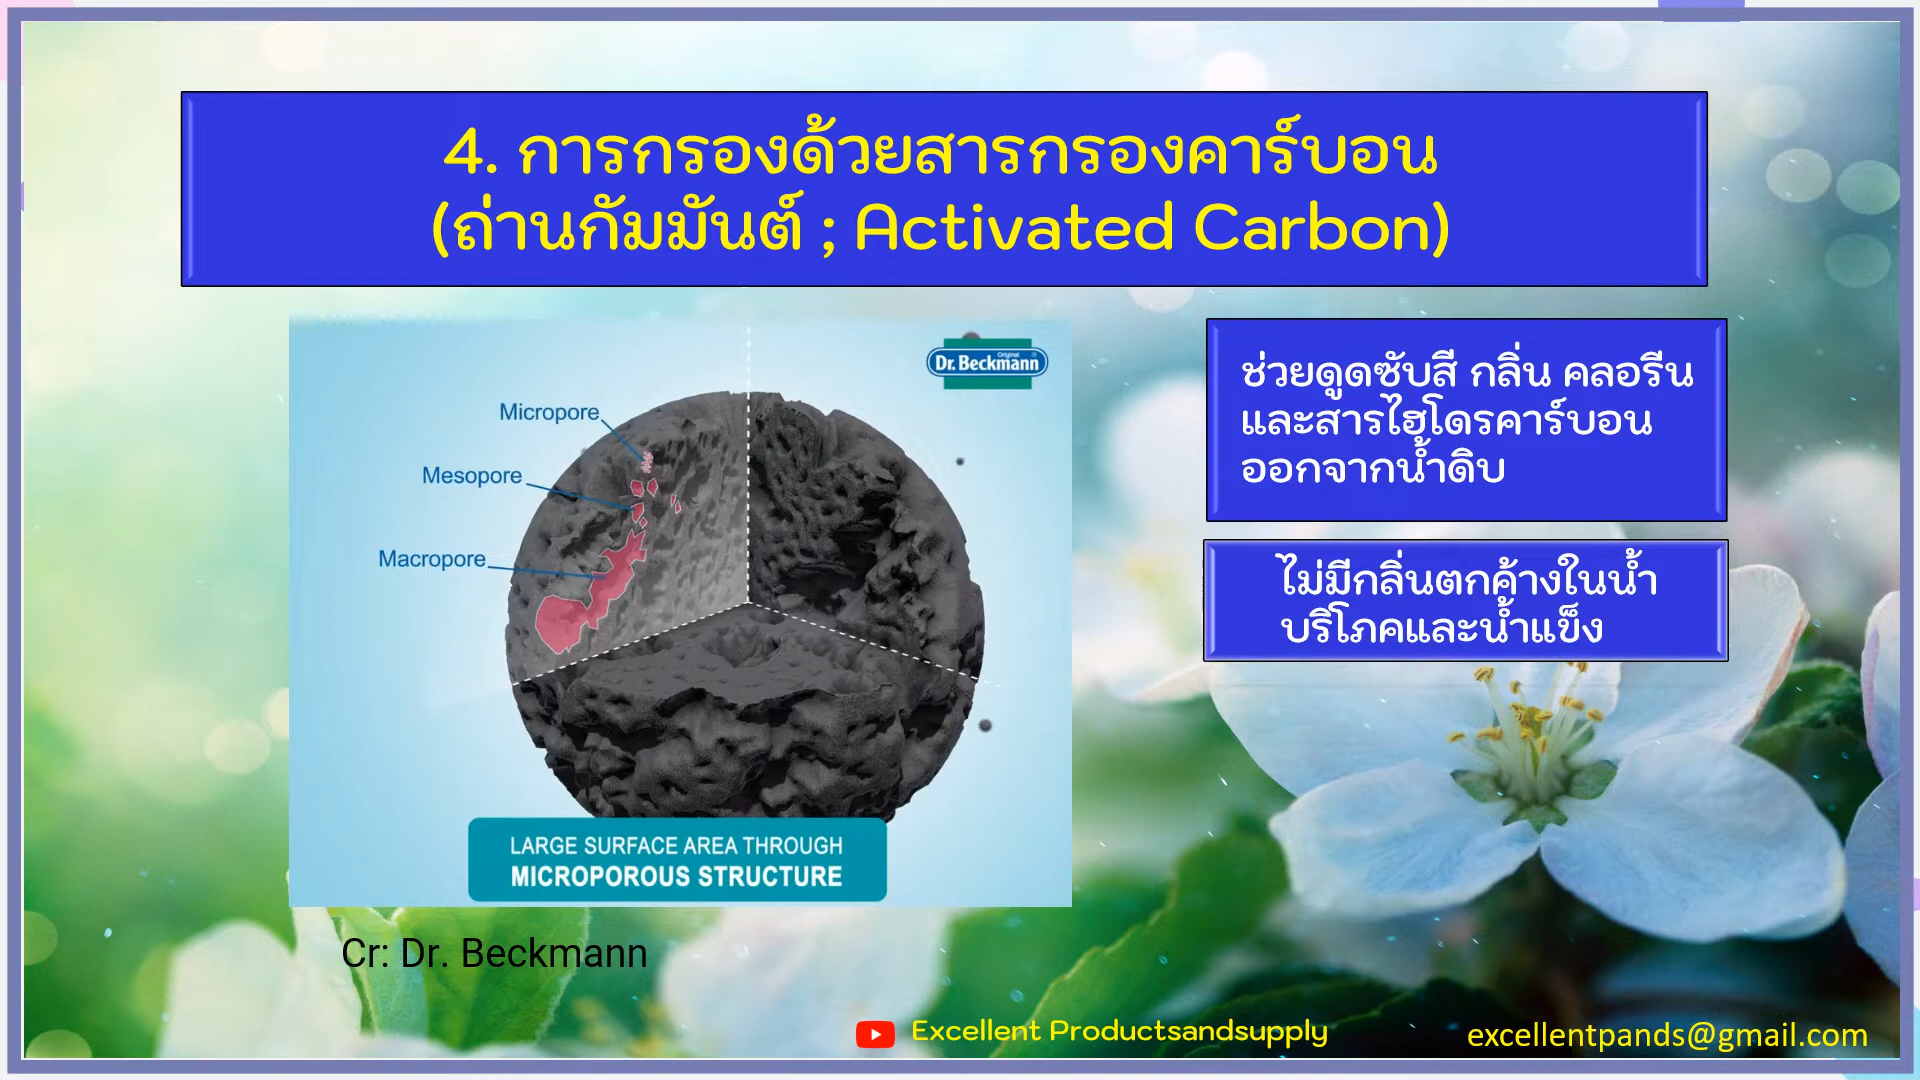 4. การกรองด้วยสารกรองคาร์บอน
(ถ่านกัมมันต์ ; Activated Carbon)
Original
Dr. Beckmann
Micropore
Mesopore
Macropore
LARGE SURFACE AREA THROUGH
MICROPOROUS STRUCTURE
Cr: Dr. Beckmann
ช่วยดูดซับสี กลิ่น คลอรีน
และสารไฮโดรคาร์บอน
ออกจากน้ำดิบ
ไม่มีกลิ่นตกค้างในน้ำ
บริโภคและน้ำแข็ง
Excellent Productsandsupply
excellentpands@gmail.com